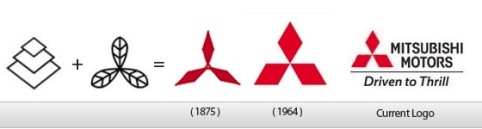 + =
MITSUBISHI
MOTORS
Driven to Thrill
(1875) (1964) Current Logo